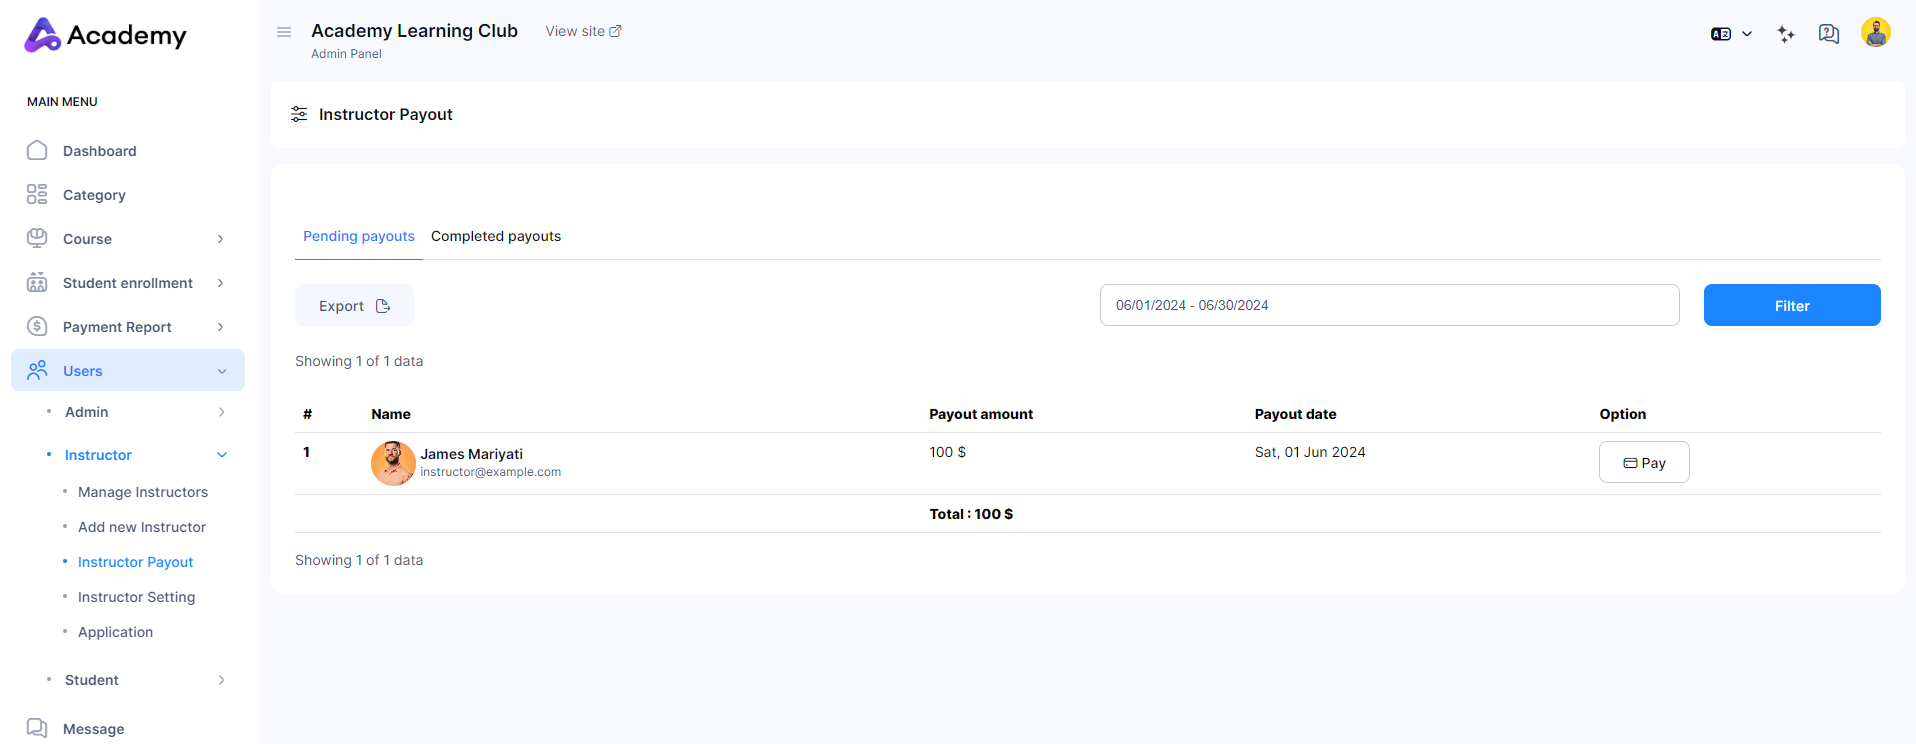 Academy
MAIN MENU
Dashboard
Category
Course
Student enrollment
Payment Report
Users
Admin
Instructor
Manage Instructors
Add new Instructor
Instructor Payout
Instructor Setting
Application
Student
Message
Academy Learning Club View site
Admin Panel
Instructor Payout
Pending payouts Completed payouts
Export 06/01/2024 - 06/30/2024 Filter
Showing 1 of 1 data
# Name Payout amount Payout date Option
1 James Mariyati 100 $ Sat, 01 Jun 2024 Pay
instructor@example.com
Total : 100 $
Showing 1 of 1 data